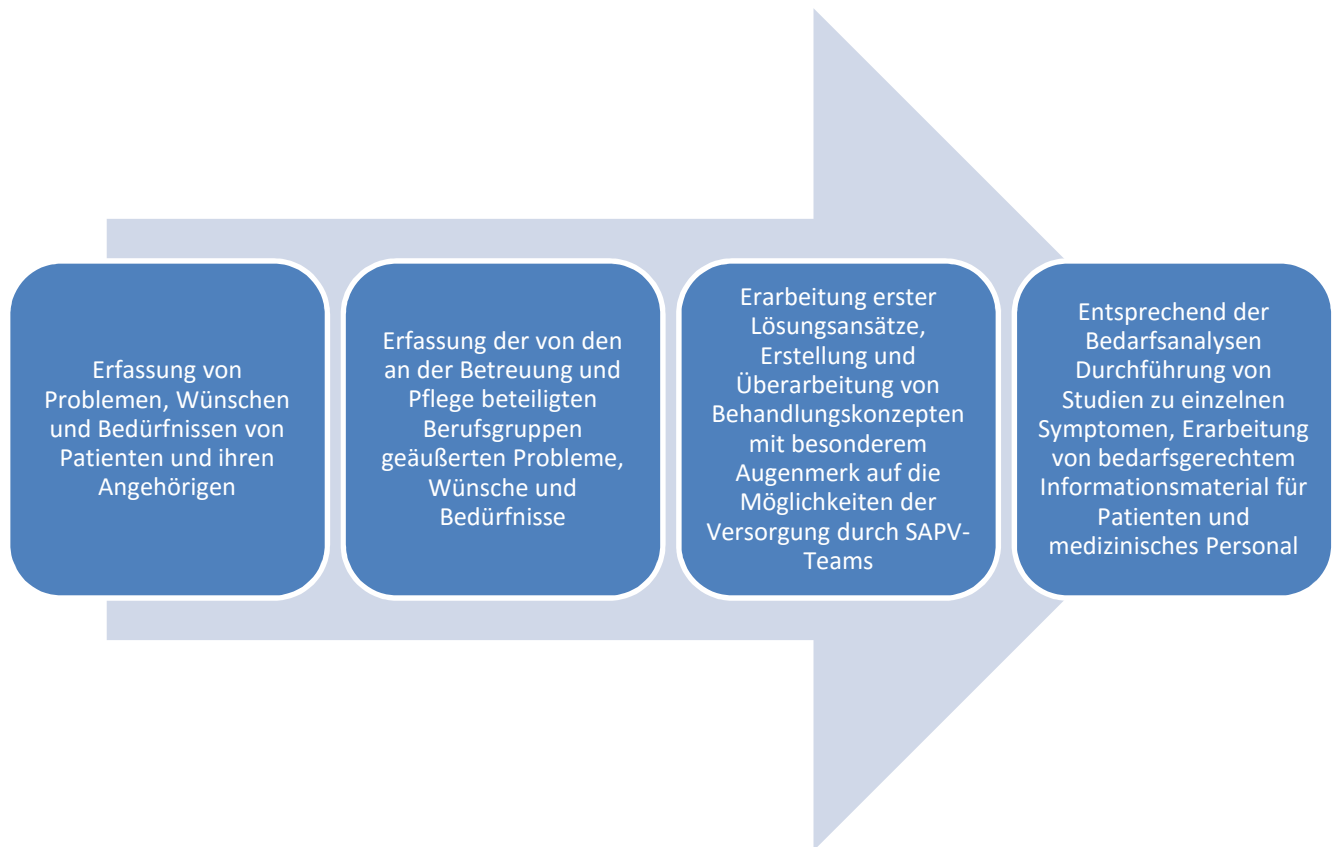 Erfassung von
Problemen, Wünschen
und Bedürfnissen von
Patienten und ihren
Angehörigen
Erfassung der von den
an der Betreuung und
Pflege beteiligten
Berufsgruppen
geäußerten Probleme,
Wünsche und
Bedürfnisse
Erarbeitung erster
Lösungsansätze,
Erstellung und
Überarbeitung von
Behandlungskonzepten
mit besonderem
Augenmerk auf die
Möglichkeiten der
Versorgung durch SAPV-
Teams
Entsprechend der
Bedarfsanalysen
Durchführung von
Studien zu einzelnen
Symptomen, Erarbeitung
von bedarfsgerechtem
Informationsmaterial für
Patienten und
medizinisches Personal